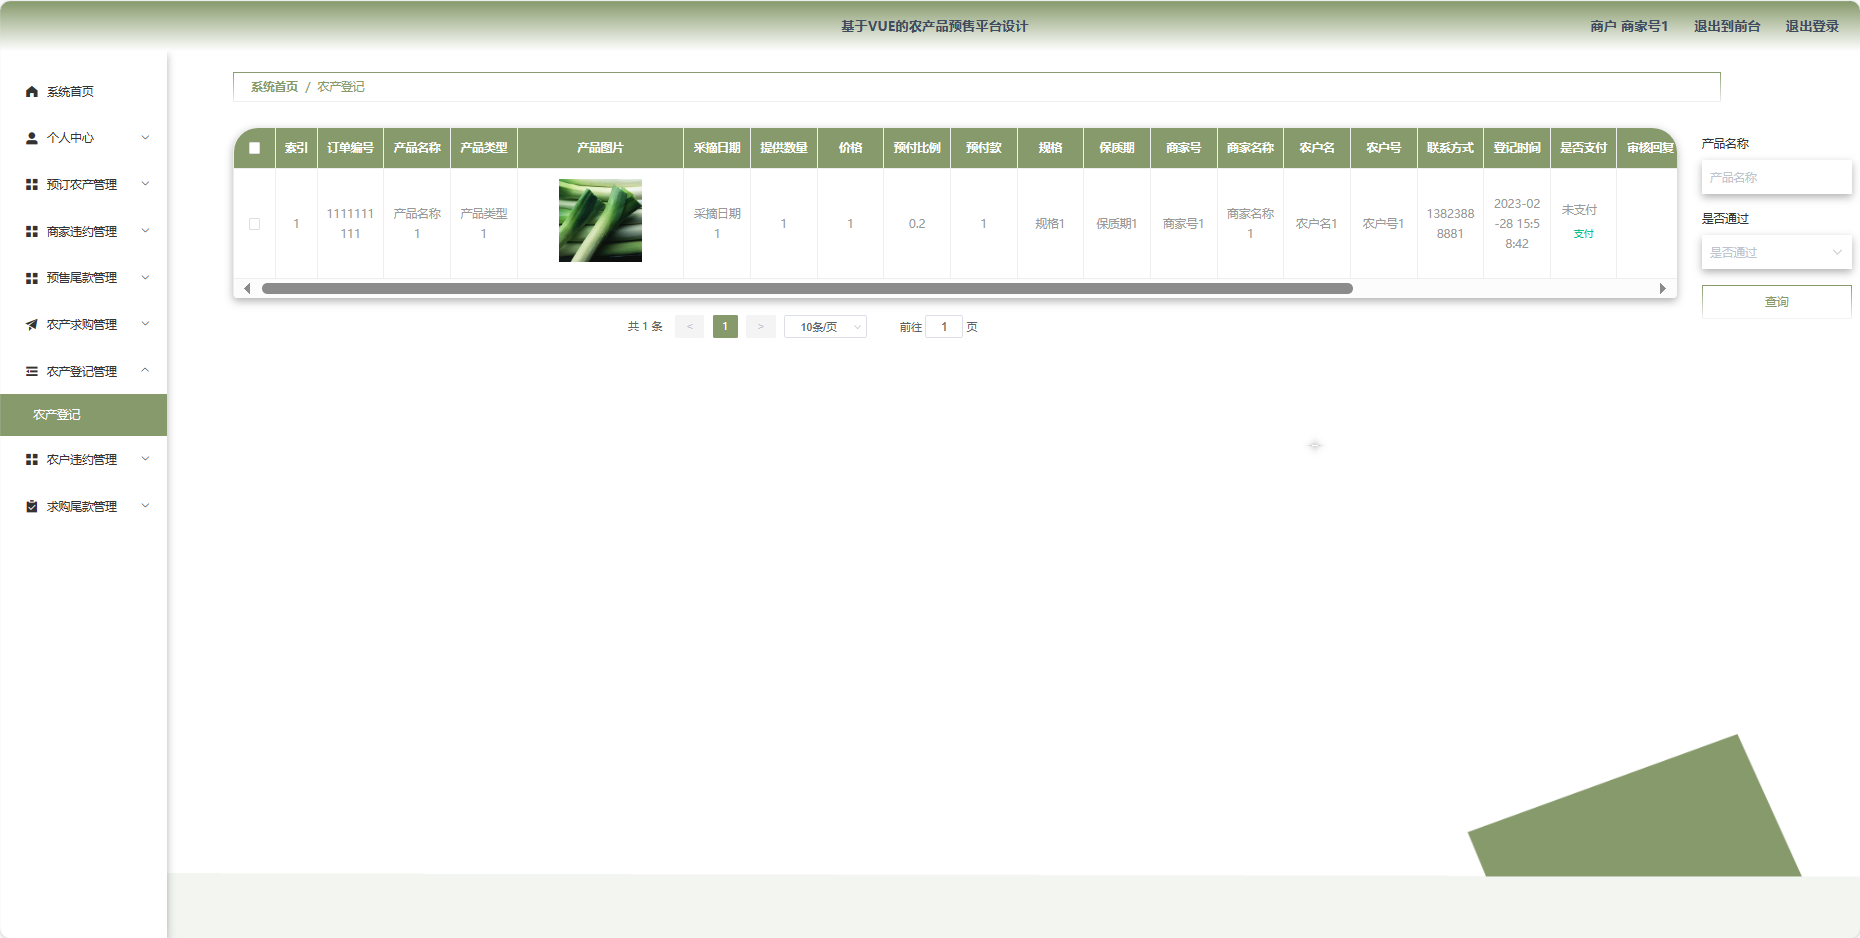 基于VUE的农产品预售平台设计
商户 商家号1 退出到前台 退出登录
系统首页
个人中心
预订农产管理
商家违约管理
预售尾款管理
农产求购管理
农产登记管理
农产登记
农户违约管理
求购尾款管理
系统首页 / 农产登记
索引 订单编号 产品名称 产品类型 产品图片 采摘日期 提供数量 价格 预付比例 预付款 规格 保质期 商家号 商家名称 农户名 农户号 联系方式 登记时间 是否支付 审核回复
1
1111111
111
产品名称
1
产品类型
1
采摘日期
1
1
1
0.2
1
规格1
保质期1
商家号1
商家名称
1
农户名1
农户号1
1382388
8881
2023-02
-28 15:5
8:42
未支付
支付
共 1 条 < 1 > 10条/页 前往 1 页
产品名称
产品名称
是否通过
是否通过
查询